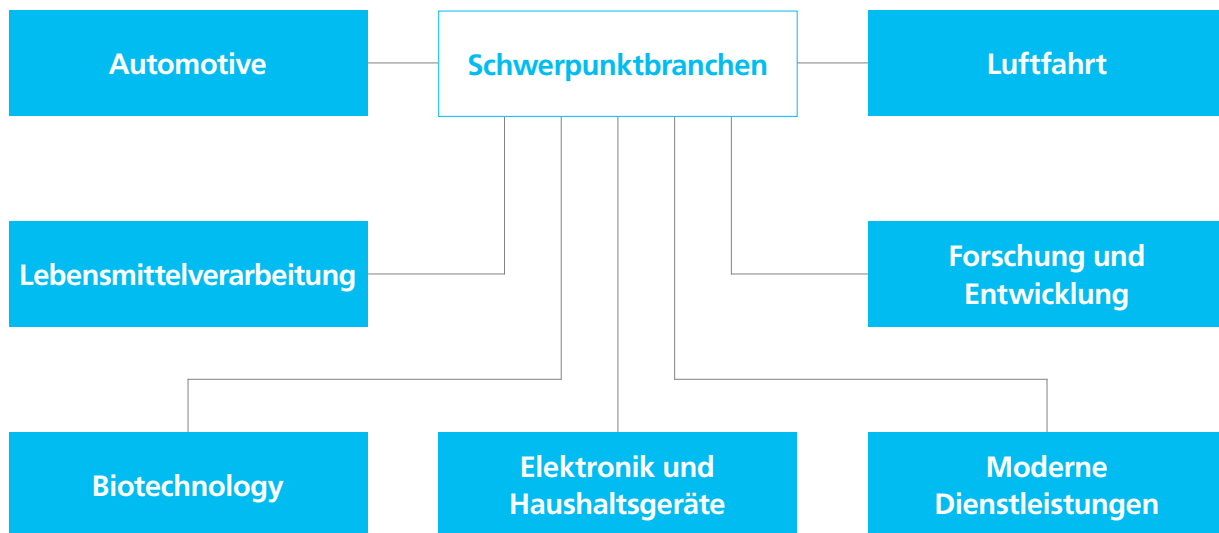 Automotive
Schwerpunktbranchen
Luftfahrt
Lebensmittelverarbeitung
Forschung und
Entwicklung
Biotechnology
Elektronik und
Haushaltsgeräte
Moderne
Dienstleistungen